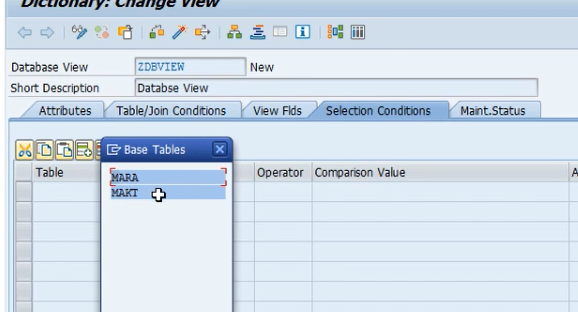 Dictionary: Change View
Database View ZDBVIEW New
Short Description Databse View
Attributes Table/Join Conditions View Flds Selection Conditions Maint.Status
Base Tables
Table Operator Comparison Value A
MARA
MAKT